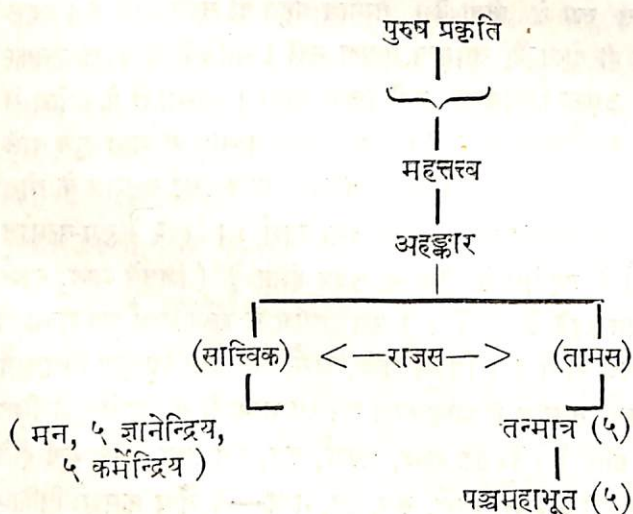 पुरुष प्रकृति
महत्तत्त्व
अहङ्कार
(सात्त्विक) <—राजस—> (तामस)
( मन, ५ ज्ञानेन्द्रिय, तन्मात्र (५)
५ कर्मेन्द्रिय )
पञ्चमहाभूत (५)